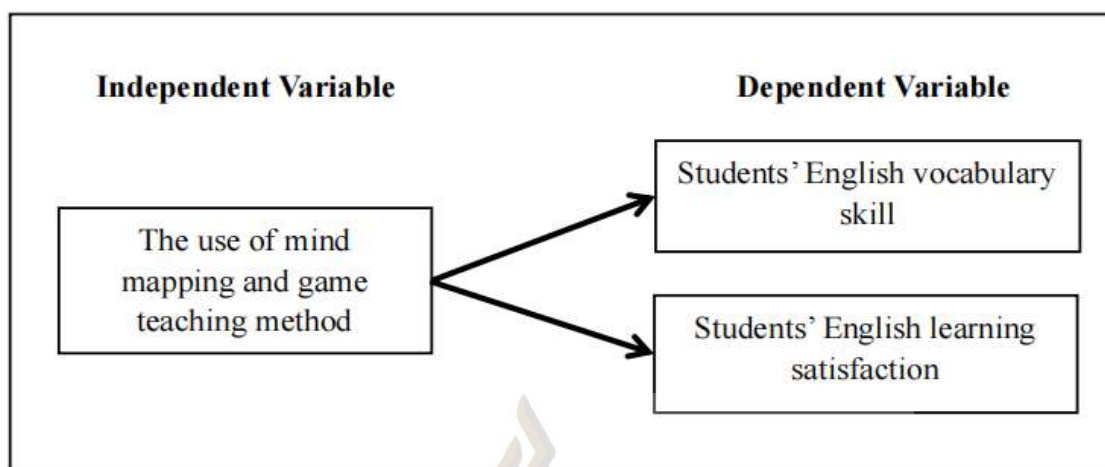 Independent Variable
Dependent Variable
The use of mind
mapping and game
teaching method
Students' English vocabulary
skill
Students' English learning
satisfaction